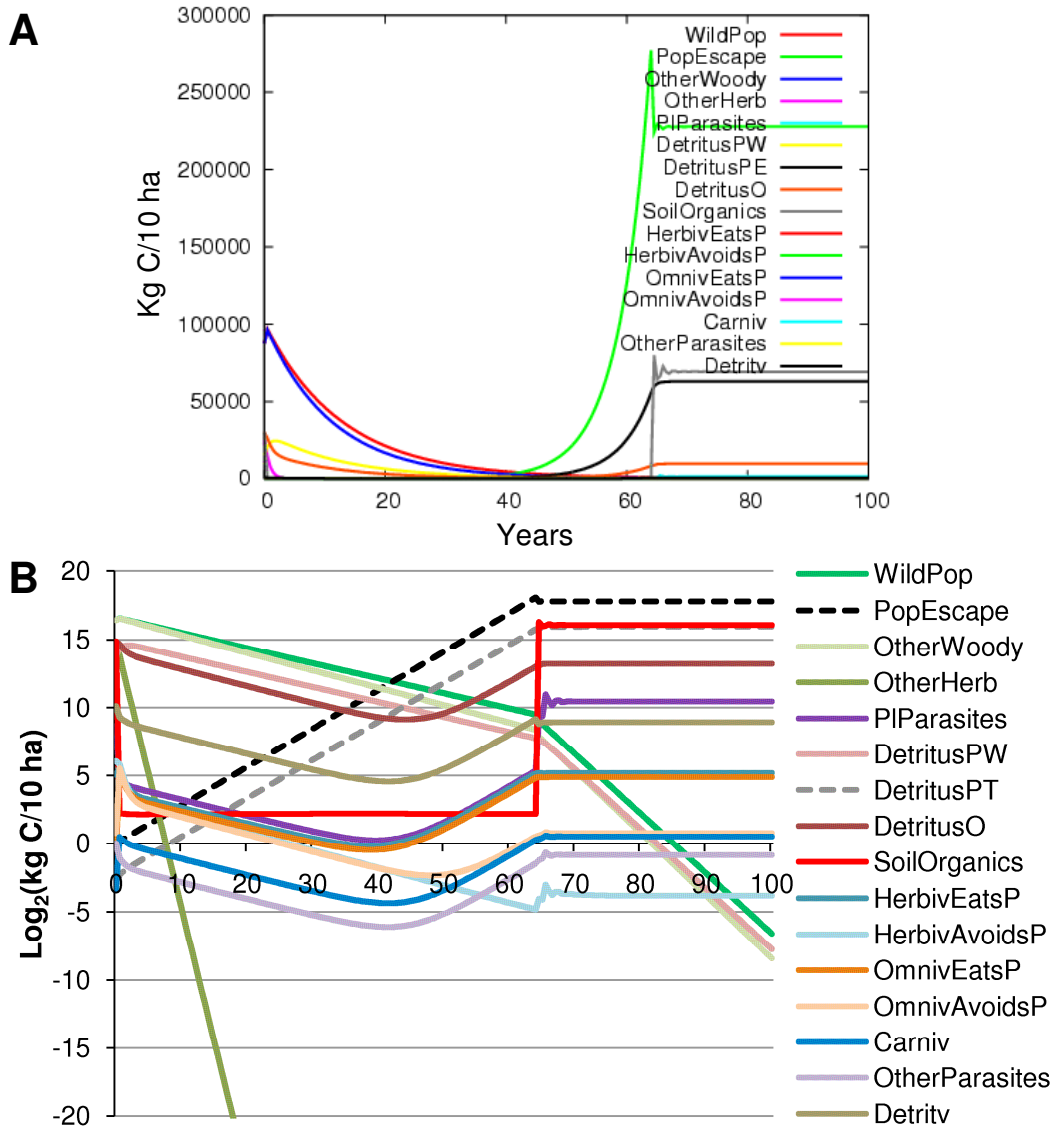 A
Kg C/10 ha
300000
250000
200000
150000
100000
50000
0
0 20 40 60 80 100
Years
WildPop
PopEscape
OtherWoody
OtherHerb
PlParasites
DetritusPW
DetritusPE
DetritusO
SoilOrganics
HerbivEatsP
HerbivAvoidsP
OmnivEatsP
OmnivAvoidsP
Carniv
OtherParasites
Detritv
B
Log2(kg C/10 ha)
20
15
10
5
0
-5
-10
-15
-20
0 10 20 30 40 50 60 70 80 90 100
WildPop
PopEscape
OtherWoody
OtherHerb
PlParasites
DetritusPW
DetritusPT
DetritusO
SoilOrganics
HerbivEatsP
HerbivAvoidsP
OmnivEatsP
OmnivAvoidsP
Carniv
OtherParasites
Detritv